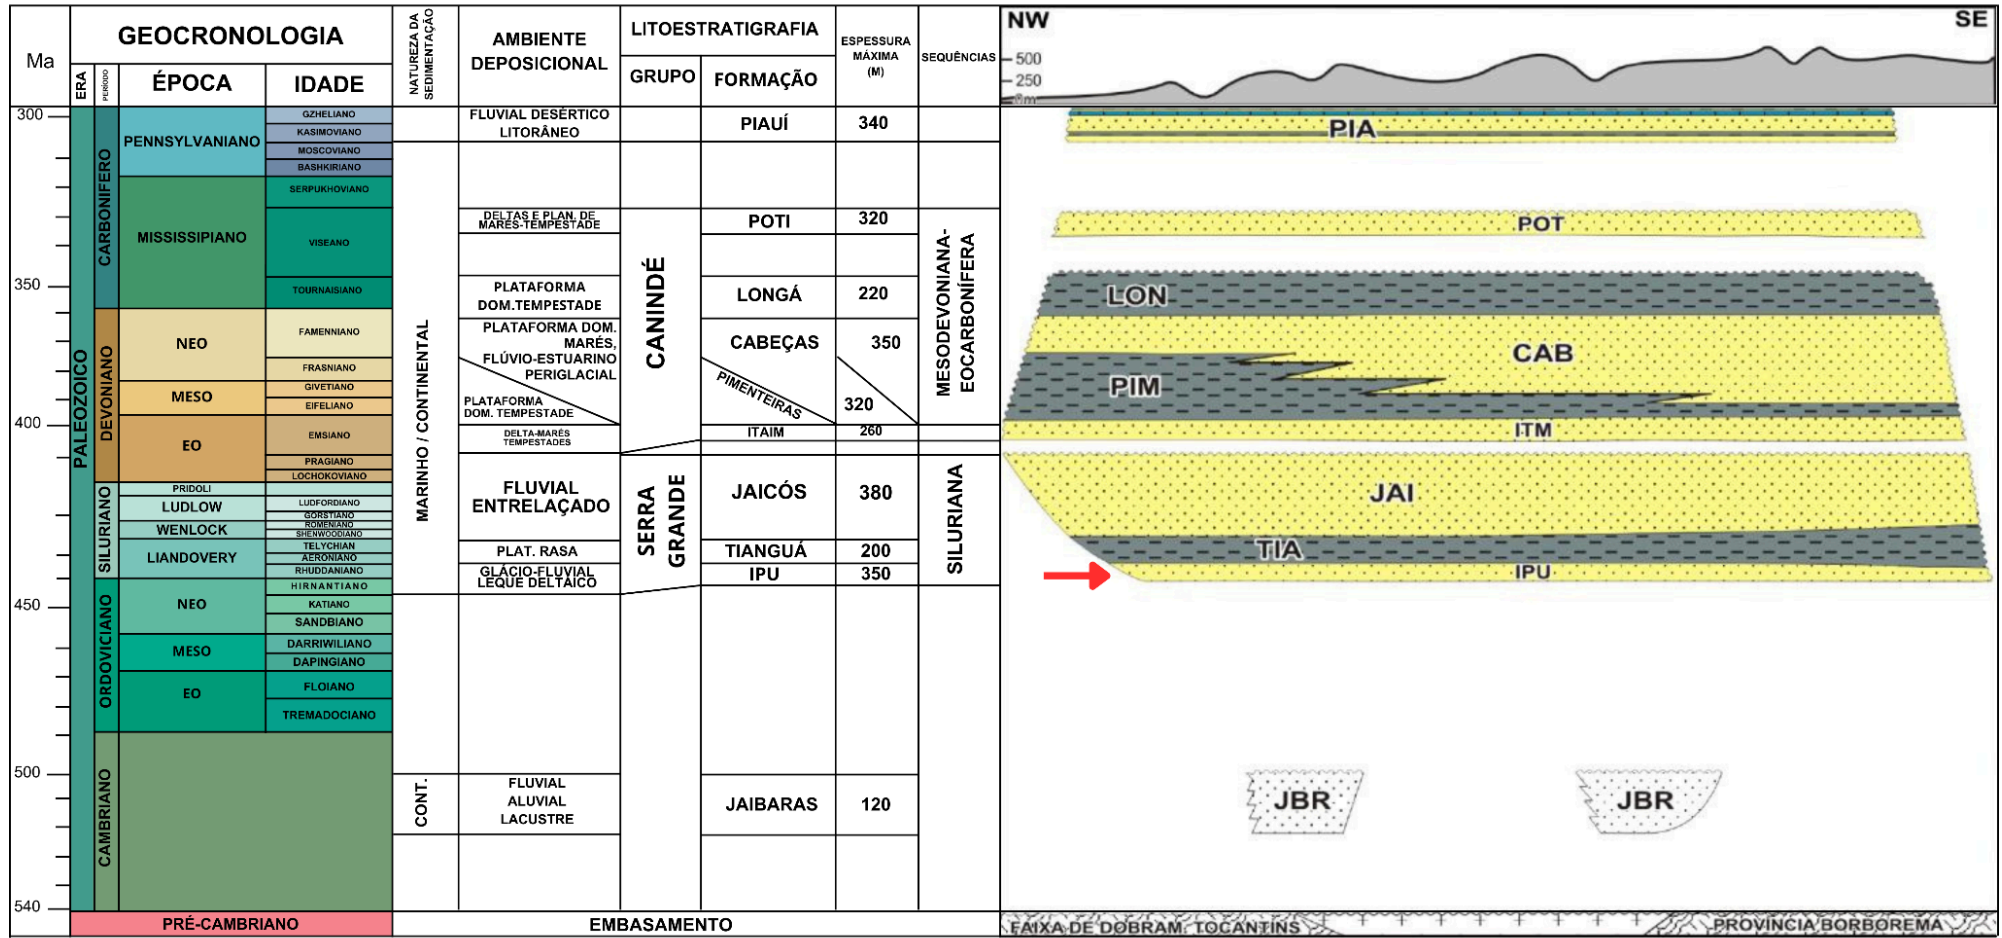 Ma
GEOCRONOLOGIA
ERA
PERÍODO
ÉPOCA
IDADE
NATUREZA DA
SEDIMENTAÇÃO
AMBIENTE
DEPOSICIONAL
LITOESTRATIGRAFIA
GRUPO
FORMAÇÃO
ESPESSURA
MÁXIMA
(M)
SEQUÊNCIAS
NW
SE
500
250
0m
300
350
400
450
500
540
PALEOZOICO
CARBONIFERO
DEVONIANO
SILURIANO
ORDOVICIANO
CAMBRIANO
PENNSYLVANIANO
MISSISSIPIANO
NEO
MESO
EO
PRIDOLI
LUDLOW
WENLOCK
LIANDOVERY
NEO
MESO
EO
GZHELIANO
KASIMOVIANO
MOSCOVIANO
BASHKIRIANO
SERPUKHOVIANO
VISEANO
TOURNAISIANO
FAMENNIANO
FRASNIANO
GIVETIANO
EIFELIANO
EMSIANO
PRAGIANO
LOCHOKOVIANO
LUDFORDIANO
GORSTIANO
ROMENIANO
SHENWOODIANO
TELYCHIAN
AERONIANO
RHUDDANIANO
HIRNANTIANO
KATIANO
SANDBIANO
DARRIWILIANO
DAPINGIANO
FLOIANO
TREMADOCIANO
MARINHO / CONTINENTAL
CONT.
FLUVIAL DESÉRTICO
LITORÂNEO
DELTAS E PLAN. DE
MARES-TEMPESTADE
PLATAFORMA
DOM.TEMPESTADE
PLATAFORMA DOM.
MARÉS,
FLÚVIO-ESTUARINO
PERIGLACIAL
PLATAFORMA
DOM. TEMPESTADE
DELTA-MARÉS
TEMPESTADES
FLUVIAL
ENTRELAÇADO
PLAT. RASA
GLÁCIO-FLUVIAL
LEQUE DELTAICO
FLUVIAL
ALUVIAL
LACUSTRE
CANINDÉ
SERRA
GRANDE
PIAUÍ
340
POTI
320
LONGÁ
220
CABEÇAS
350
PIMENTEIRAS
320
ITAIM
260
JAICÓS
380
TIANGUÁ
200
IPU
350
JAIBARAS
120
MESODEVONIANA-
EOCARBONÍFERA
SILURIANA
PIA
POT
LON
CAB
PIM
ITM
JAI
TIA
IPU
JBR
JBR
PRÉ-CAMBRIANO
EMBASAMENTO
FAIXA DE DOBRAM. TOCANTINS
PROVÍNCIA BORBOREMA